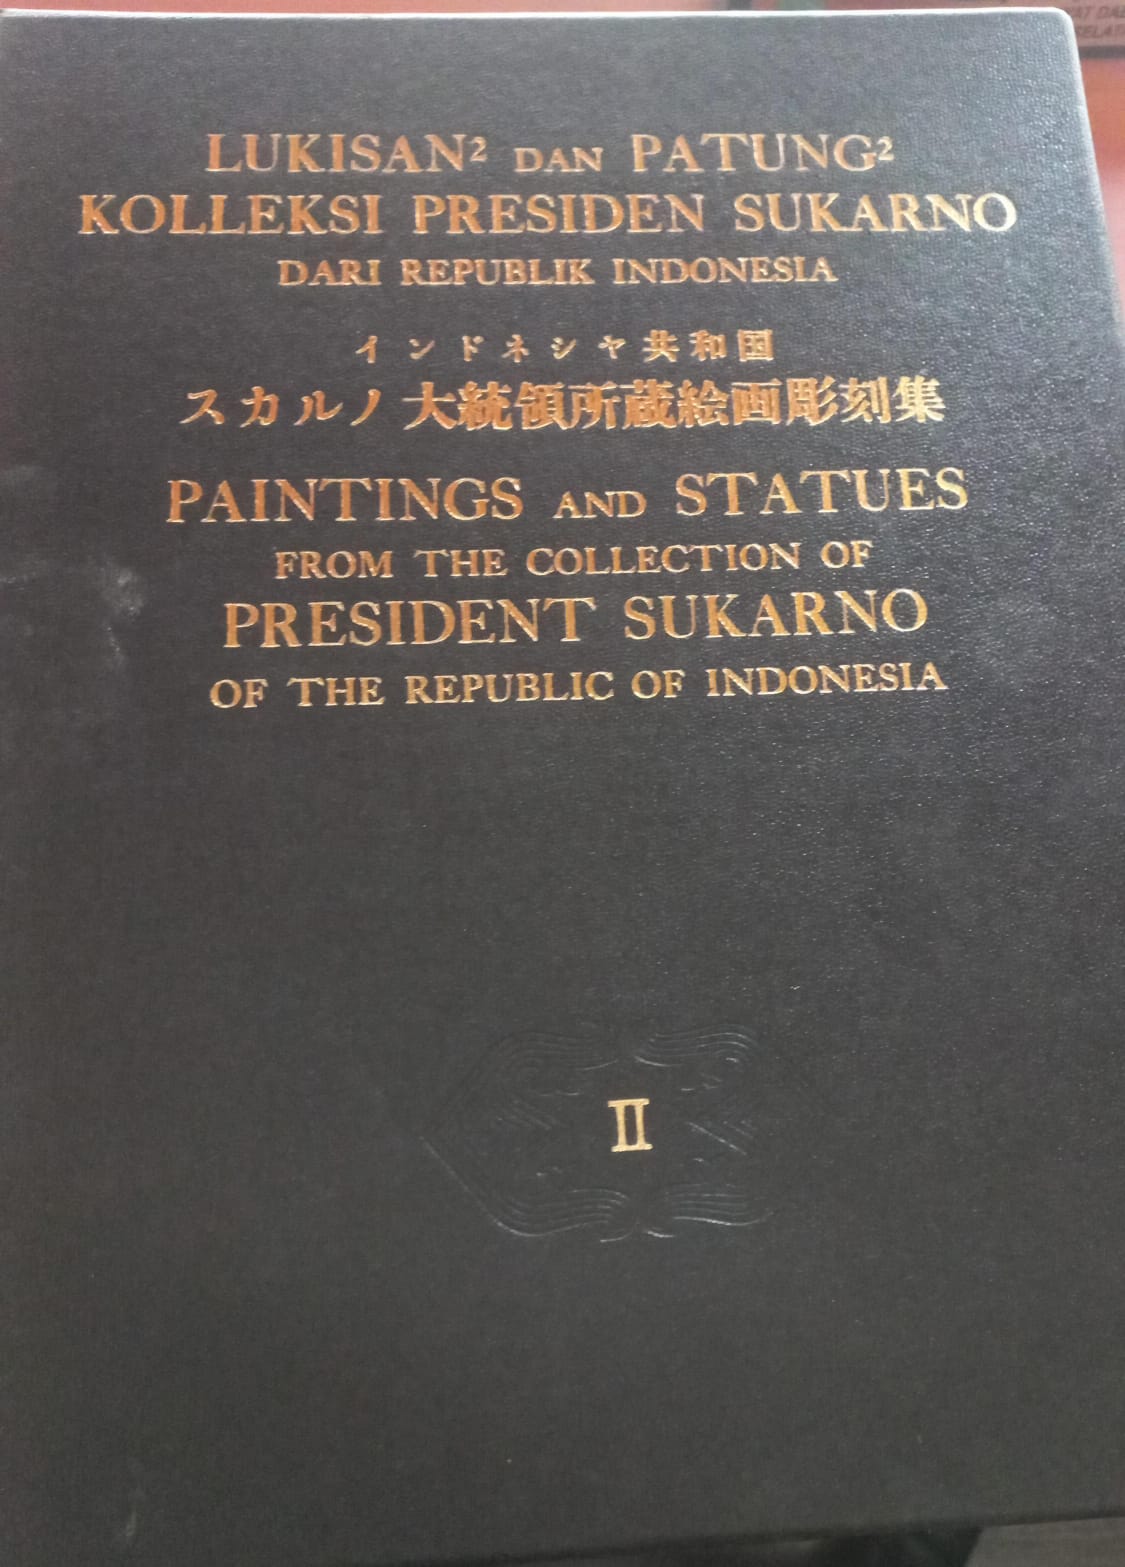 LUKISAN² DAN PATUNG²
KOLLEKSI PRESIDEN SUKARNO
DARI REPUBLIK INDONESIA
インドネシヤ共和国
スカルノ大統領所蔵絵画彫刻集
PAINTINGS AND STATUES
FROM THE COLLECTION OF
PRESIDENT SUKARNO
OF THE REPUBLIC OF INDONESIA
II